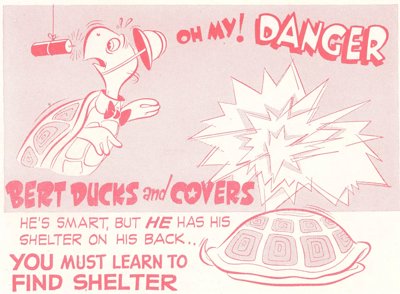 OH MY! DANGER
BERT DUCKS and COVERS
HE'S SMART, BUT HE HAS HIS
SHELTER ON HIS BACK..
YOU MUST LEARN TO
FIND SHELTER